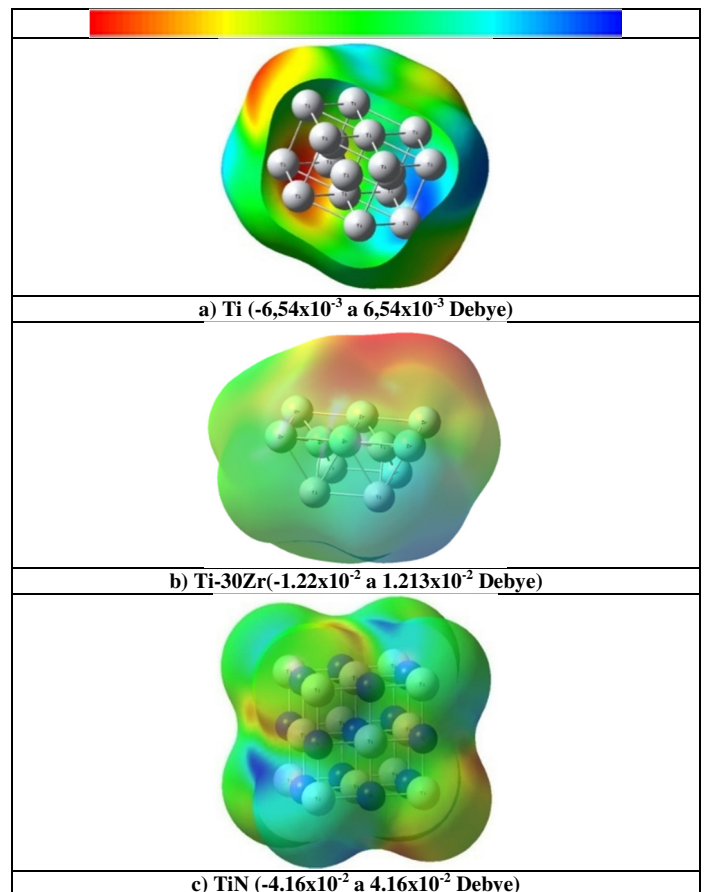 a) Ti (-6,54x10⁻³ a 6,54x10⁻³ Debye)
b) Ti-30Zr(-1.22x10⁻² a 1.213x10⁻² Debye)
c) TiN (-4.16x10⁻² a 4.16x10⁻² Debye)